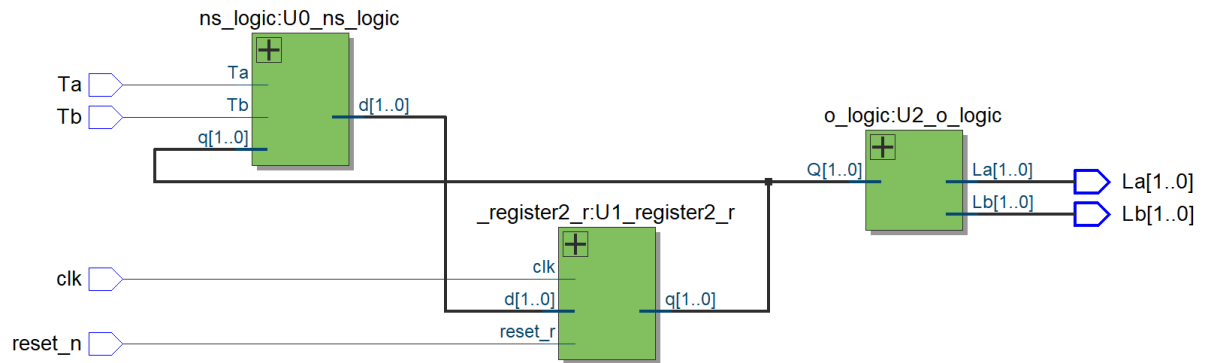 ns_logic:U0_ns_logic
Ta
Ta
Tb
Tb
d[1..0]
q[1..0]
o_logic:U2_o_logic
Q[1..0]
La[1..0]
La[1..0]
Lb[1..0]
Lb[1..0]
_register2_r:U1_register2_r
clk
clk
d[1..0]
q[1..0]
reset_r
reset_n